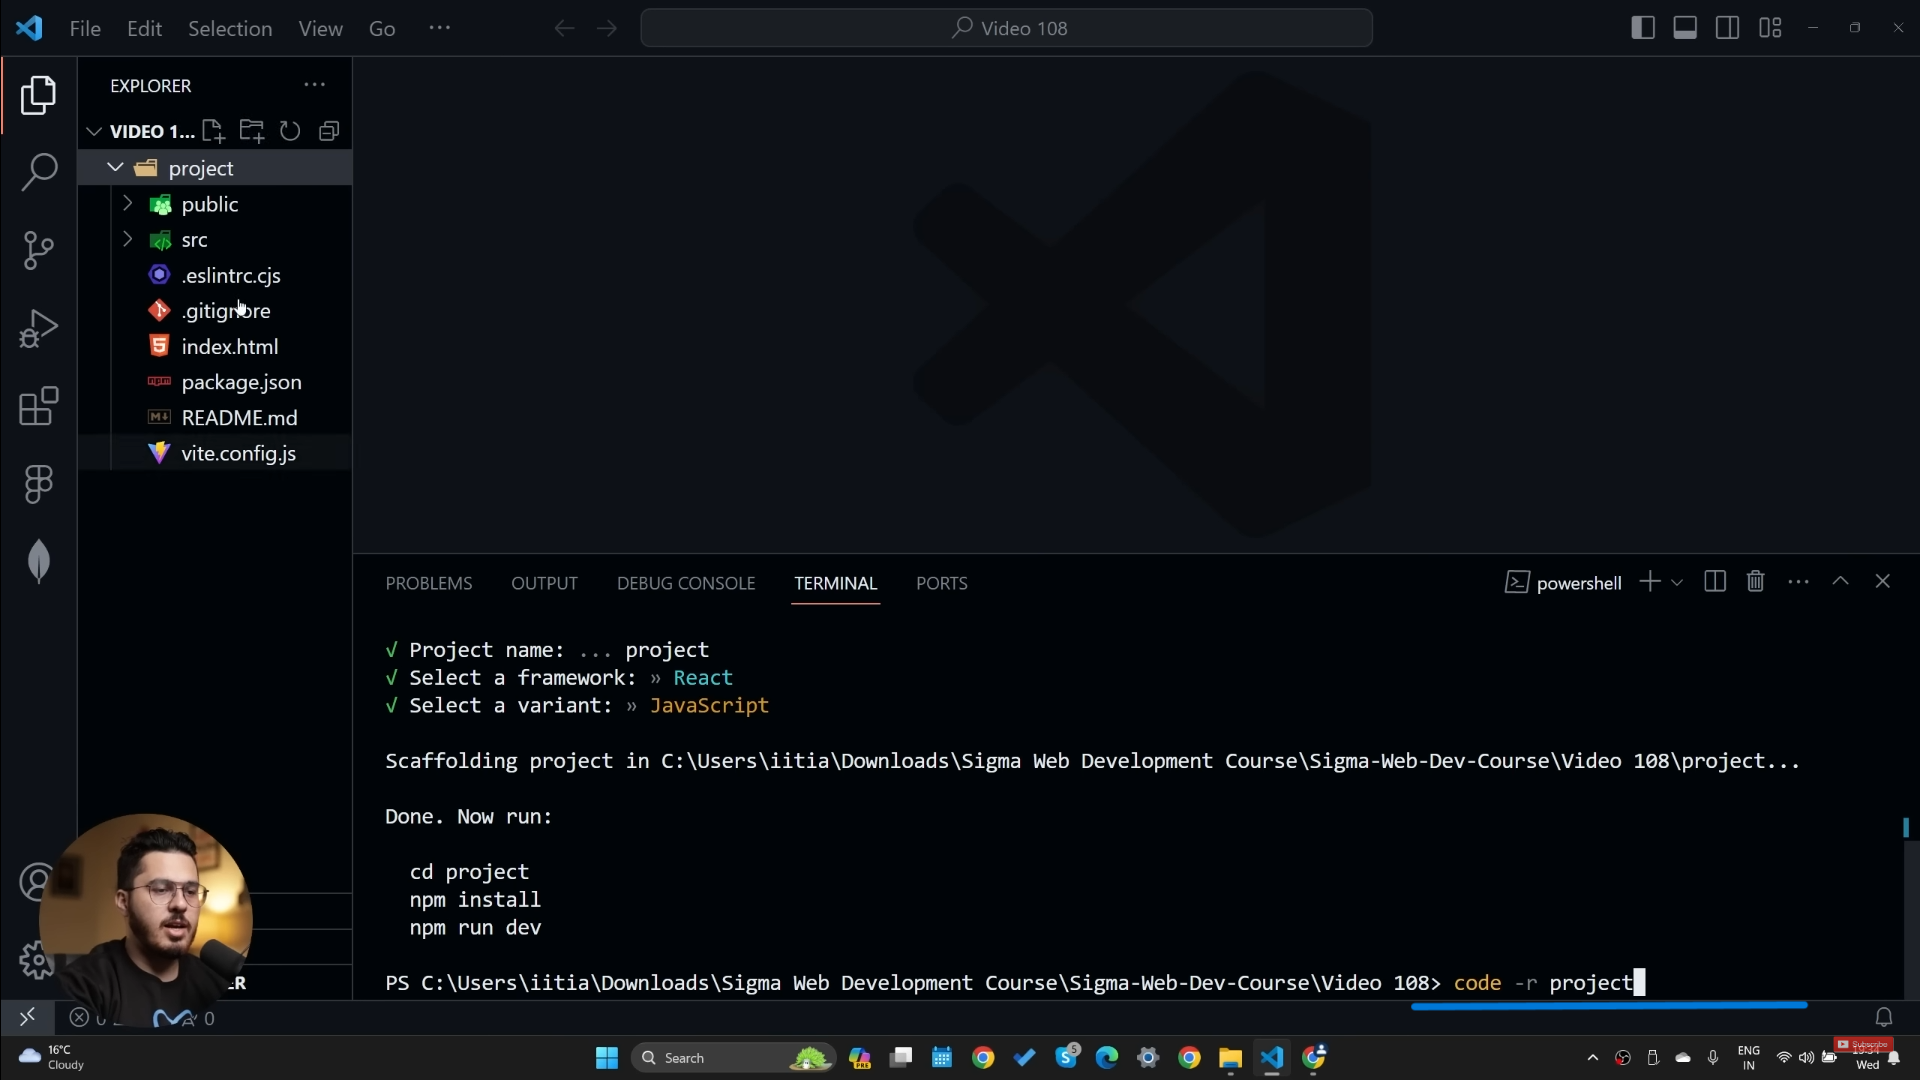 File Edit Selection View Go ...
Video 108
EXPLORER ...
VIDEO 1...
project
public
src
.eslintrc.cjs
.gitignore
index.html
package.json
README.md
vite.config.js
PROBLEMS OUTPUT DEBUG CONSOLE TERMINAL PORTS
powershell
√ Project name: ... project
√ Select a framework: » React
√ Select a variant: » JavaScript
Scaffolding project in C:\Users\iitia\Downloads\Sigma Web Development Course\Sigma-Web-Dev-Course\Video 108\project...
Done. Now run:
cd project
npm install
npm run dev
PS C:\Users\iitia\Downloads\Sigma Web Development Course\Sigma-Web-Dev-Course\Video 108> code -r project
ER
0
0
16°C
Cloudy
Search
PRE
5
ENG
IN
Subscribe
Wed